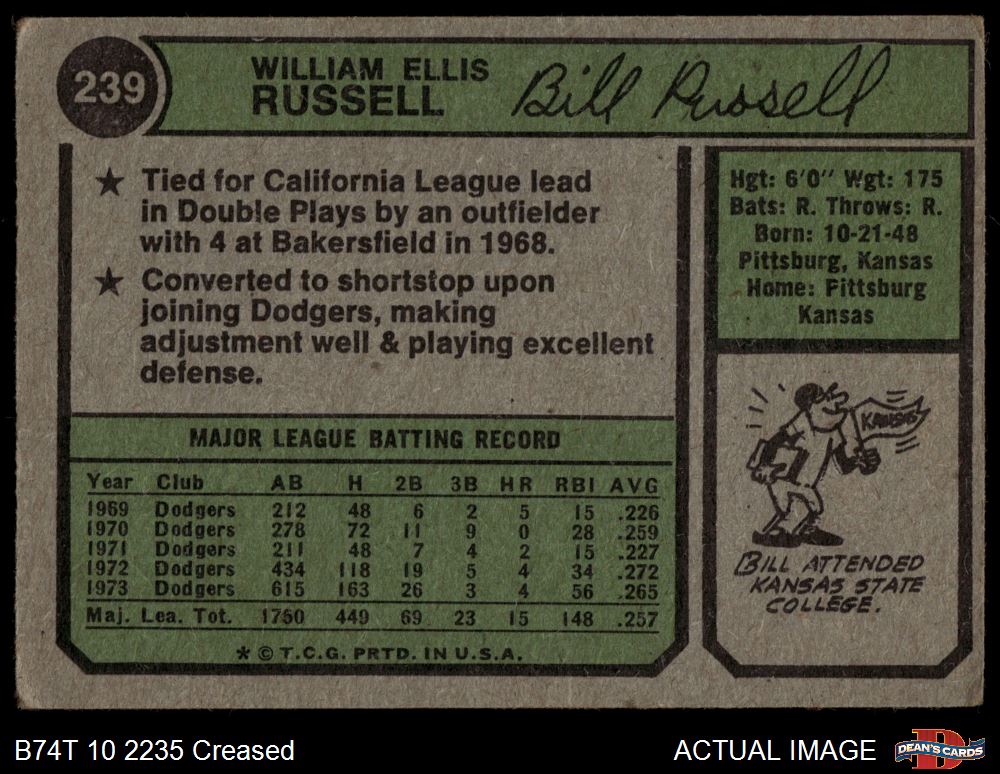 239
WILLIAM ELLIS
RUSSELL
Bill Russell
★ Tied for California League lead
in Double Plays by an outfielder
with 4 at Bakersfield in 1968.
★ Converted to shortstop upon
joining Dodgers, making
adjustment well & playing excellent
defense.
Hgt: 6'0" Wgt: 175
Bats: R. Throws: R.
Born: 10-21-48
Pittsburg, Kansas
Home: Pittsburg
Kansas
KANSAS
BILL ATTENDED
KANSAS STATE
COLLEGE.
MAJOR LEAGUE BATTING RECORD
Year Club AB H 2B 3B HR RBI AVG
1969 Dodgers 212 48 6 2 5 15 .226
1970 Dodgers 278 72 11 9 0 28 .259
1971 Dodgers 211 48 7 4 2 15 .227
1972 Dodgers 434 118 19 5 4 34 .272
1973 Dodgers 615 163 26 3 4 56 .265
Maj. Lea. Tot. 1750 449 69 23 15 148 .257
* © T.C.G. PRTD. IN U.S.A.
B74T 10 2235 Creased
ACTUAL IMAGE
D
DEAN'S CARDS